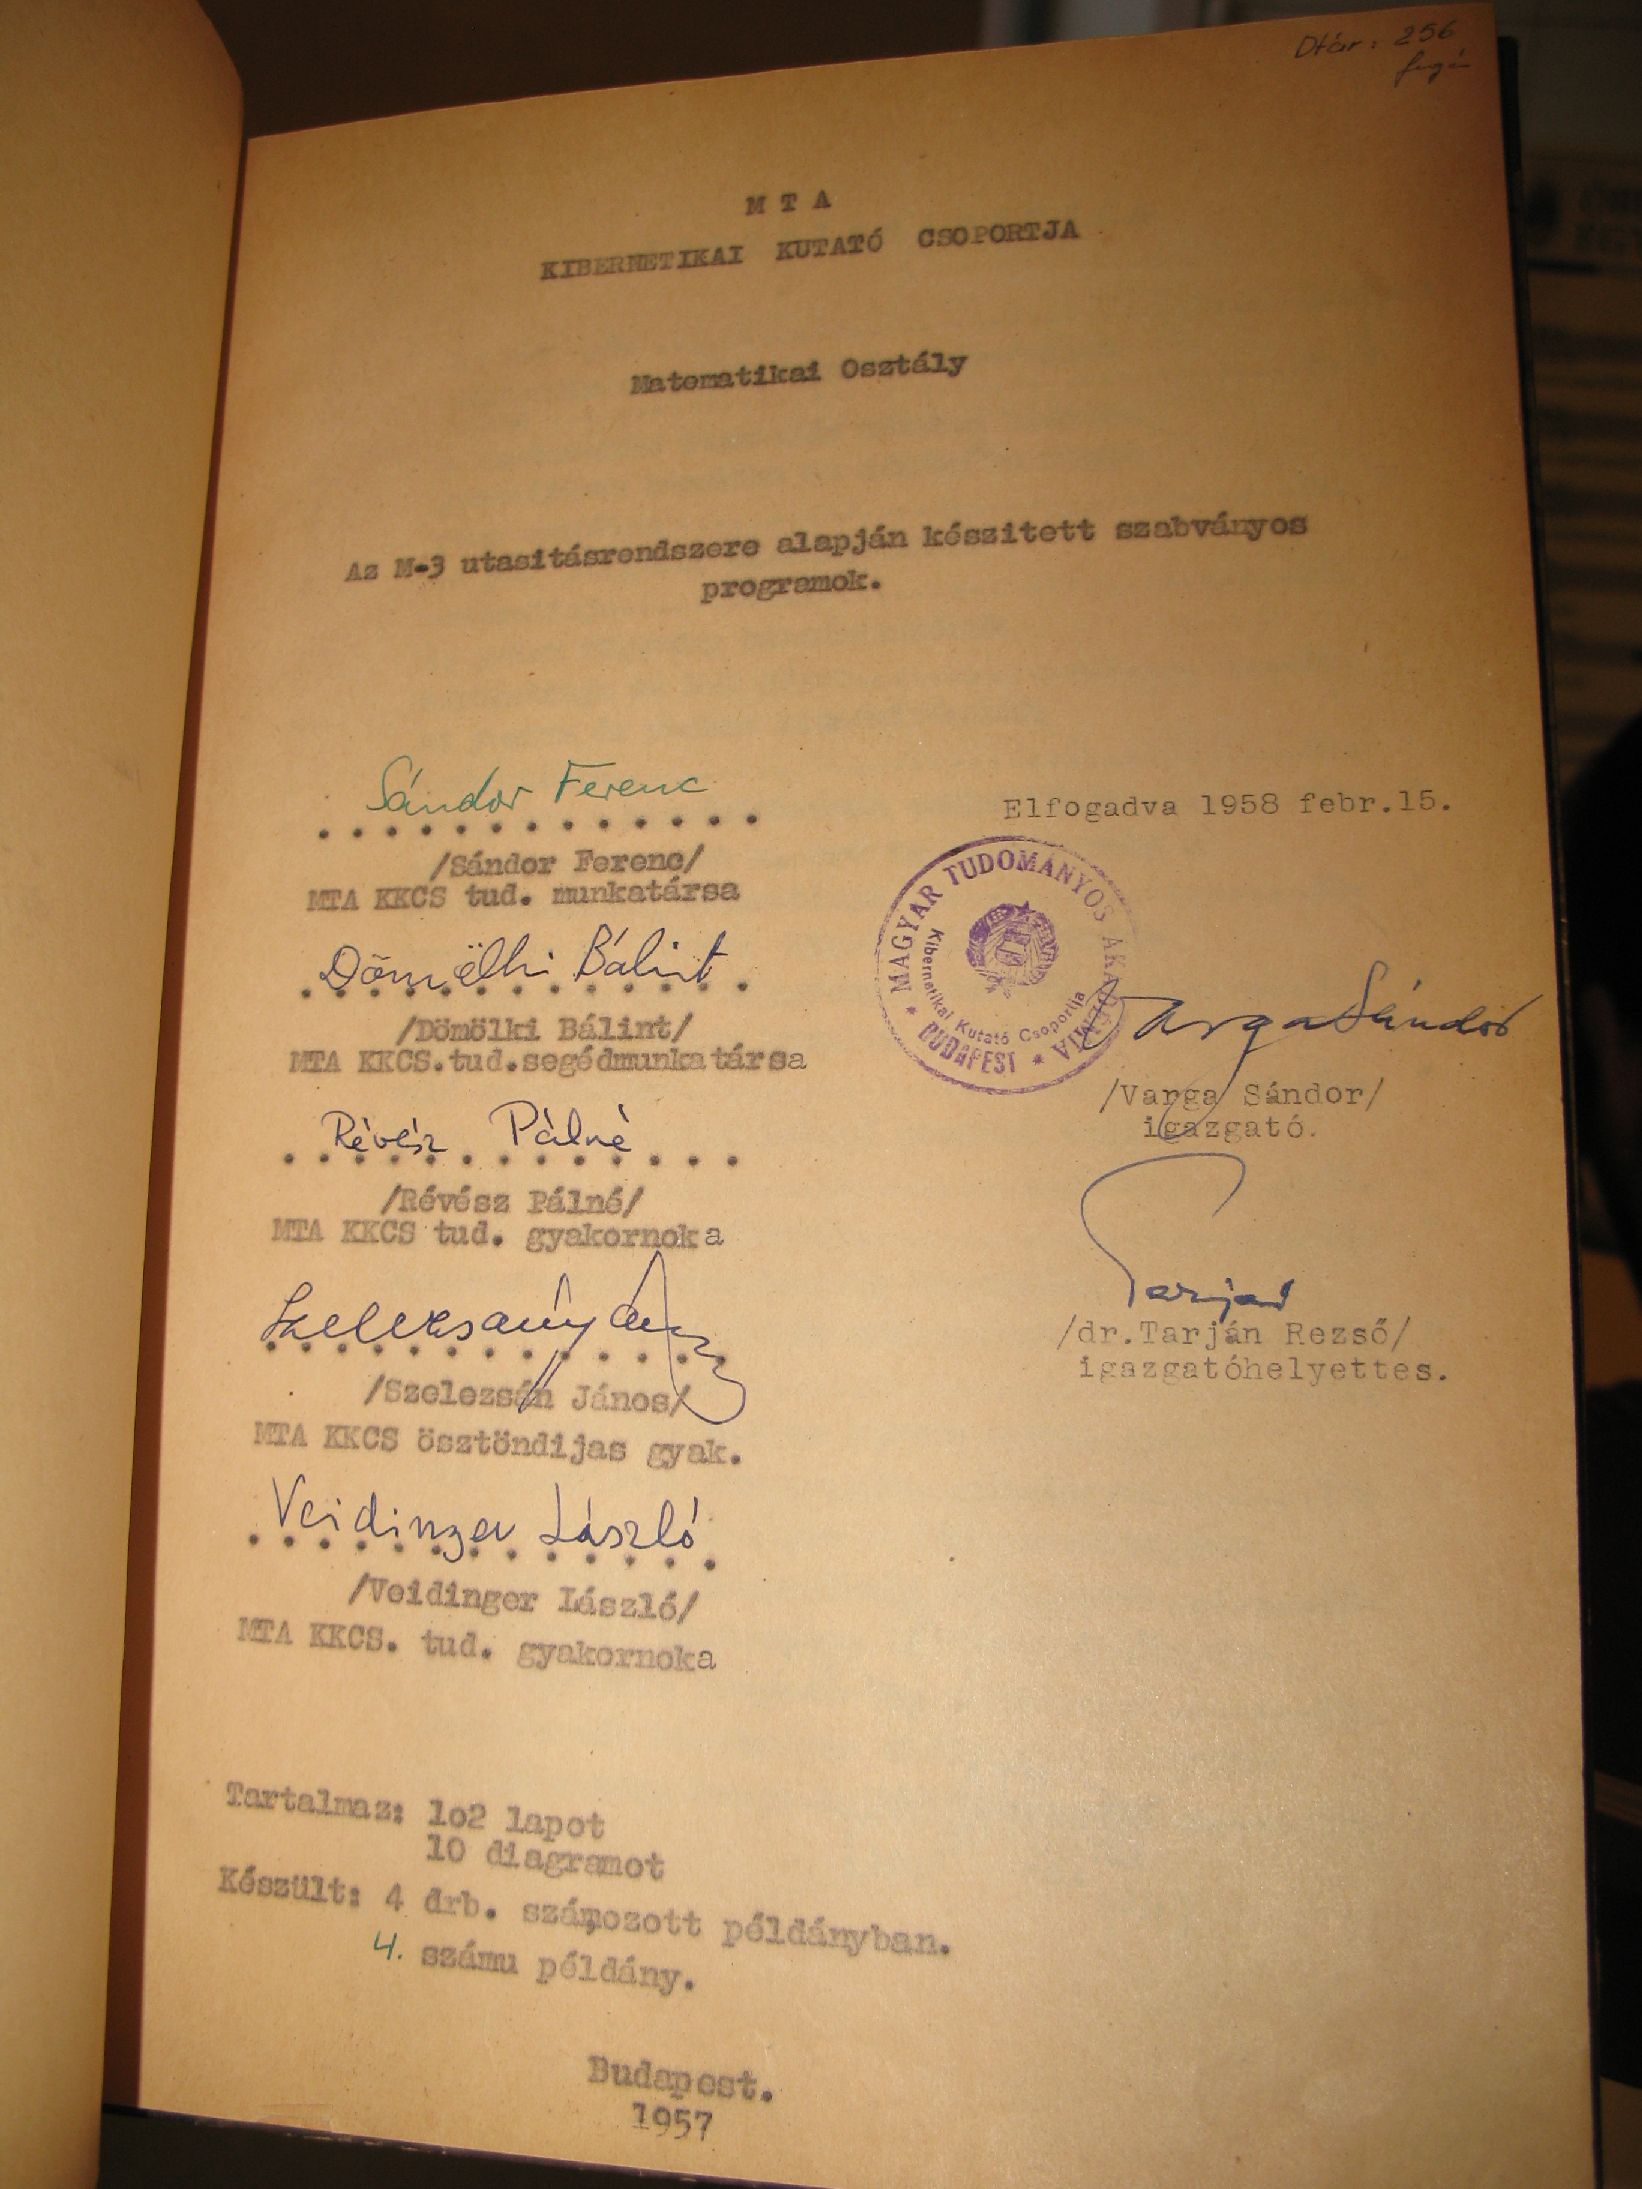 Dtár: 256
M T A
KIBERNETIKAI KUTATÓ CSOPORTJA
Matematikai Osztály
Az M-3 utasitásrendszere alapján készitett szabványos
programok.
Sándor Ferenc
/Sándor Ferenc/
MTA KKCS tud. munkatársa
Dömölki Bálint
/Dömölki Bálint/
MTA KKCS.tud.segédmunkatársa
Révész Pálné
/Révész Pálné/
MTA KKCS tud. gyakornoka
/Szelezsán János/
MTA KKCS ösztöndijas gyak.
Veidinger László
/Veidinger László/
MTA KKCS. tud. gyakornoka
Elfogadva 1958 febr.15.
MAGYAR TUDOMÁNYOS AKADÉMIA
Kibernetikai Kutató Csoportja
* BUDAPEST *
Varga Sándor
/Varga Sándor/
igazgató.
Tarján
/dr.Tarján Rezső/
igazgatóhelyettes.
Tartalmaz: 1o2 lapot
10 diagramot
Készült: 4 drb. számozott példányban.
4. számu példány.
Budapest.
1957